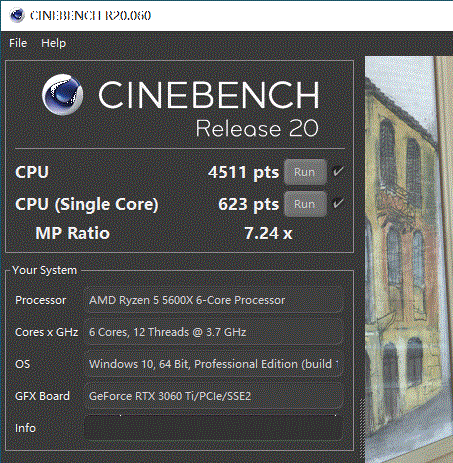 CINEBENCH R20.060
File Help
CINEBENCH
Release 20
CPU 4511 pts Run
CPU (Single Core) 623 pts Run
MP Ratio 7.24 x
Your System
Processor AMD Ryzen 5 5600X 6-Core Processor
Cores x GHz 6 Cores, 12 Threads @ 3.7 GHz
OS Windows 10, 64 Bit, Professional Edition (build
GFX Board GeForce RTX 3060 Ti/PCIe/SSE2
Info